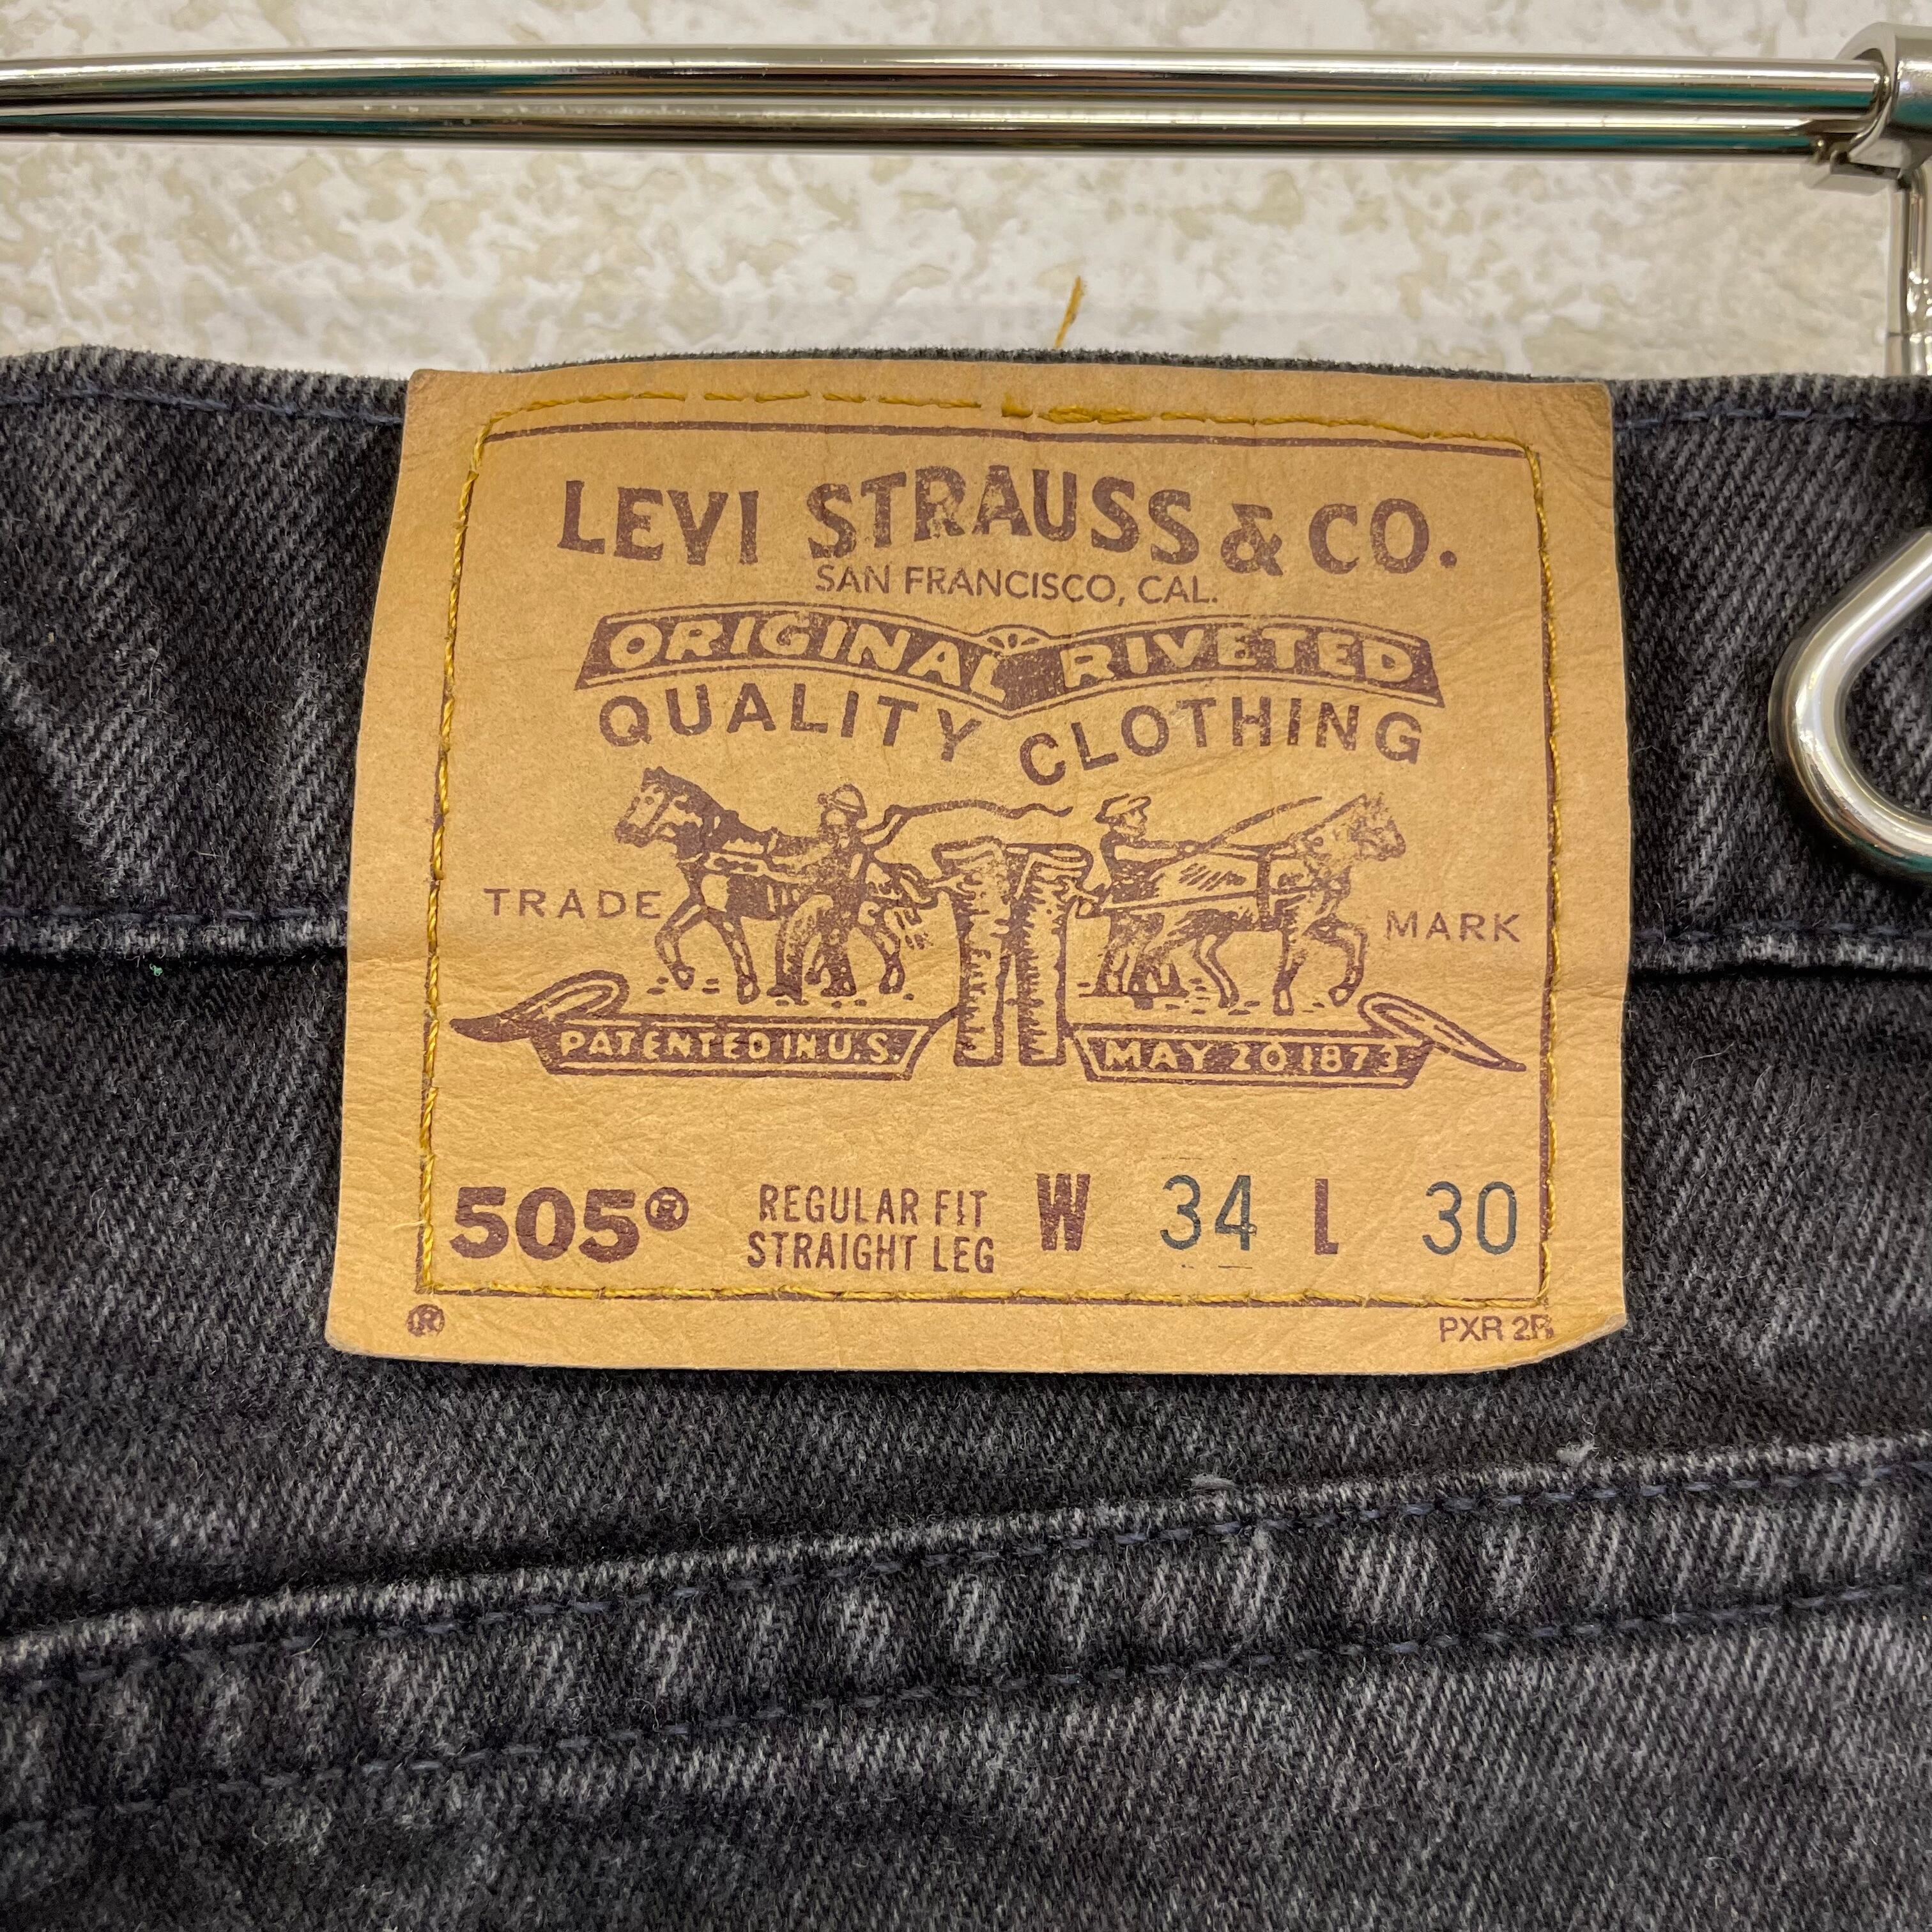 LEVI STRAUSS & CO.
SAN FRANCISCO, CAL.
ORIGINAL RIVETED
QUALITY CLOTHING
TRADE MARK
PATENTED IN U.S. MAY 20 1873
505® REGULAR FIT STRAIGHT LEG W 34 L 30
® PXR 2R